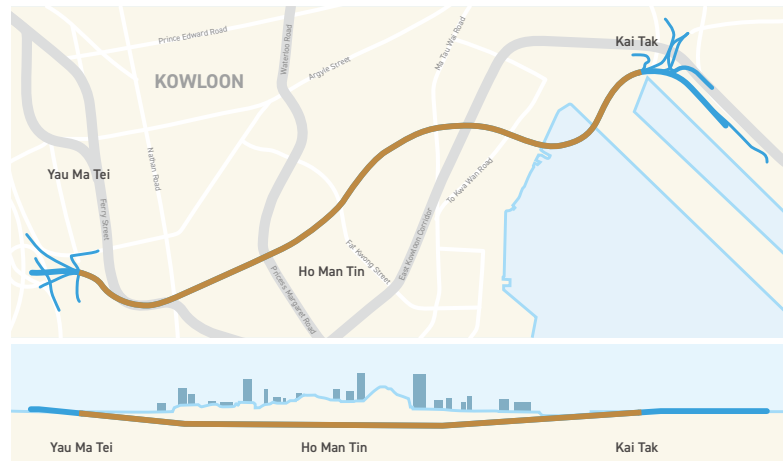 Prince Edward Road
Waterloo Road
Ma Tau Wai Road
Kai Tak
KOWLOON
Argyle Street
Yau Ma Tei
Nathan Road
Ferry Street
To Kwa Wan Road
Fat Kwong Street
East Kowloon Corridor
Ho Man Tin
Princess Margaret Road
Yau Ma Tei
Ho Man Tin
Kai Tak